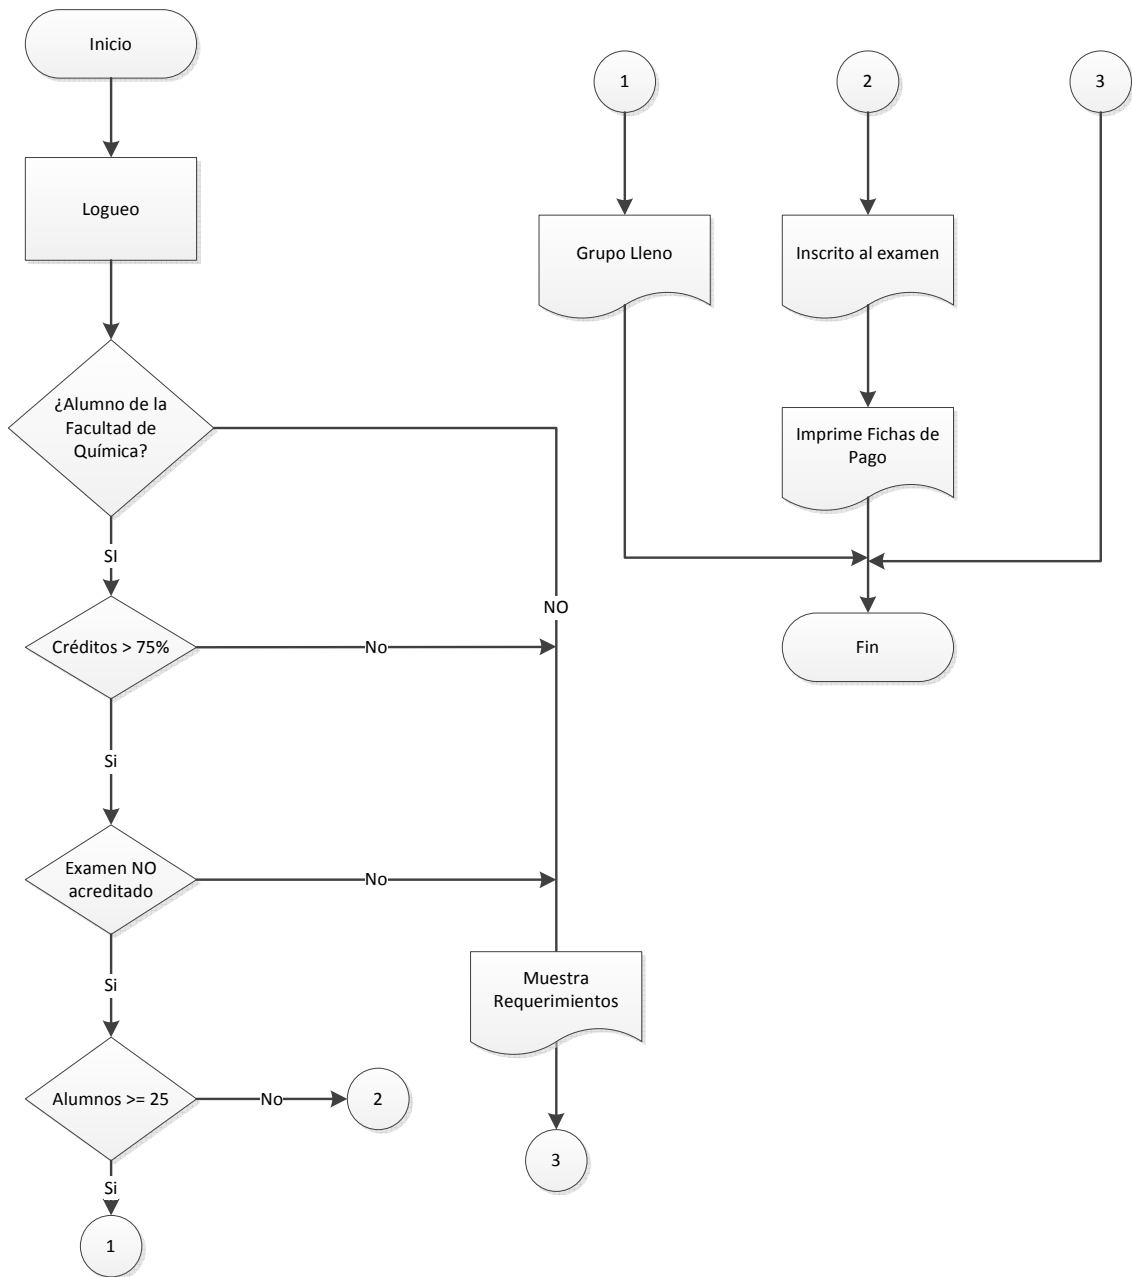 Inicio
Logueo
¿Alumno de la
Facultad de
Química?
SI
NO
Créditos > 75%
No
Si
Examen NO
acreditado
No
Si
Muestra
Requerimientos
Alumnos >= 25
No
2
3
Si
1
1
2
3
Grupo Lleno
Inscrito al examen
Imprime Fichas de
Pago
Fin